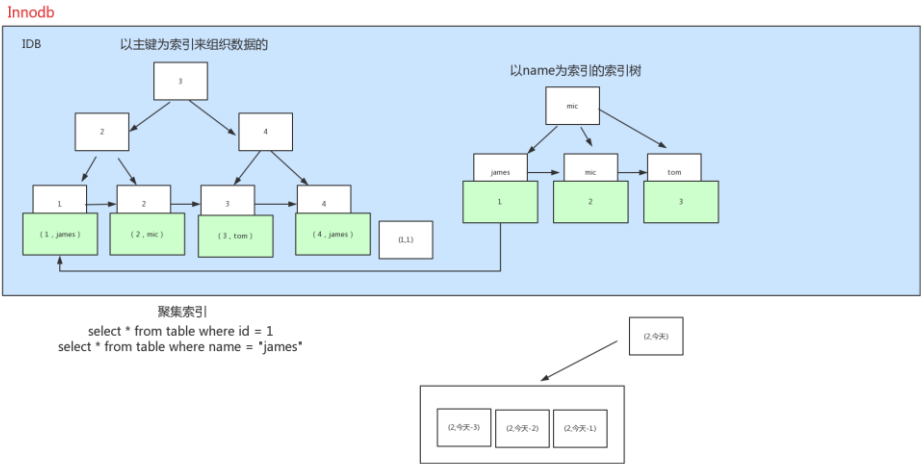 Innodb
IDB
以主键为索引来组织数据的
以name为索引的索引树
3
mic
2
4
james
mic
tom
1
2
3
4
1
2
3
( 1 , james )
( 2 , mic )
( 3 , tom )
( 4 , james )
(1,1)
聚集索引
select * from table where id = 1
select * from table where name = "james"
(2,今天)
(2,今天-3)
(2,今天-2)
(2,今天-1)